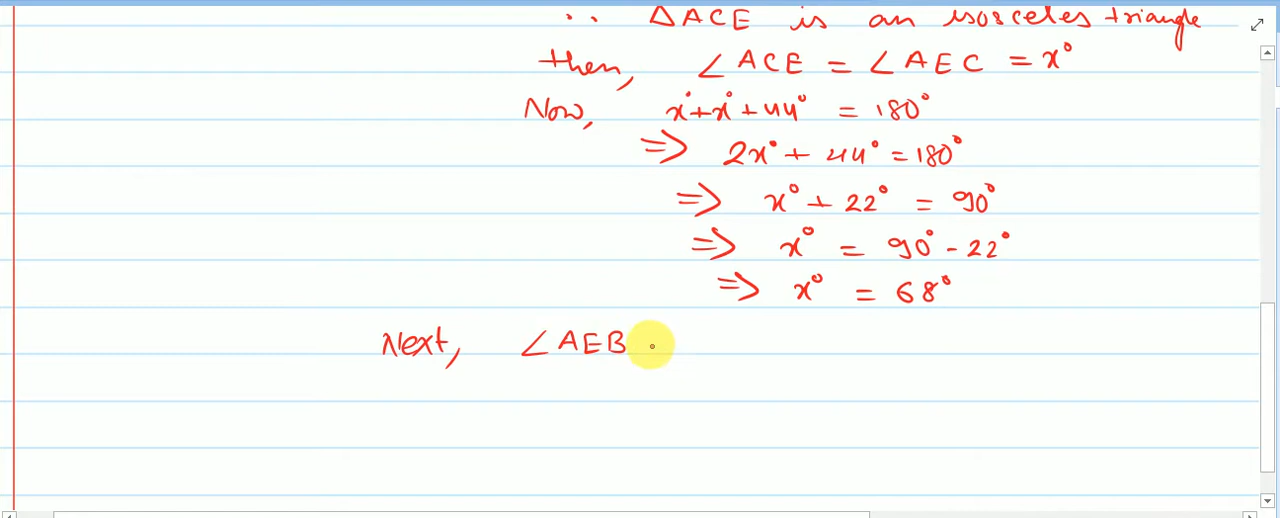 ∴ △ACE is an isosceles triangle
then, ∠ACE = ∠AEC = x°
Now, x°+x°+44° = 180°
=> 2x°+ 44° = 180°
=> x° + 22° = 90°
=> x° = 90° - 22°
=> x° = 68°
Next, ∠AEB